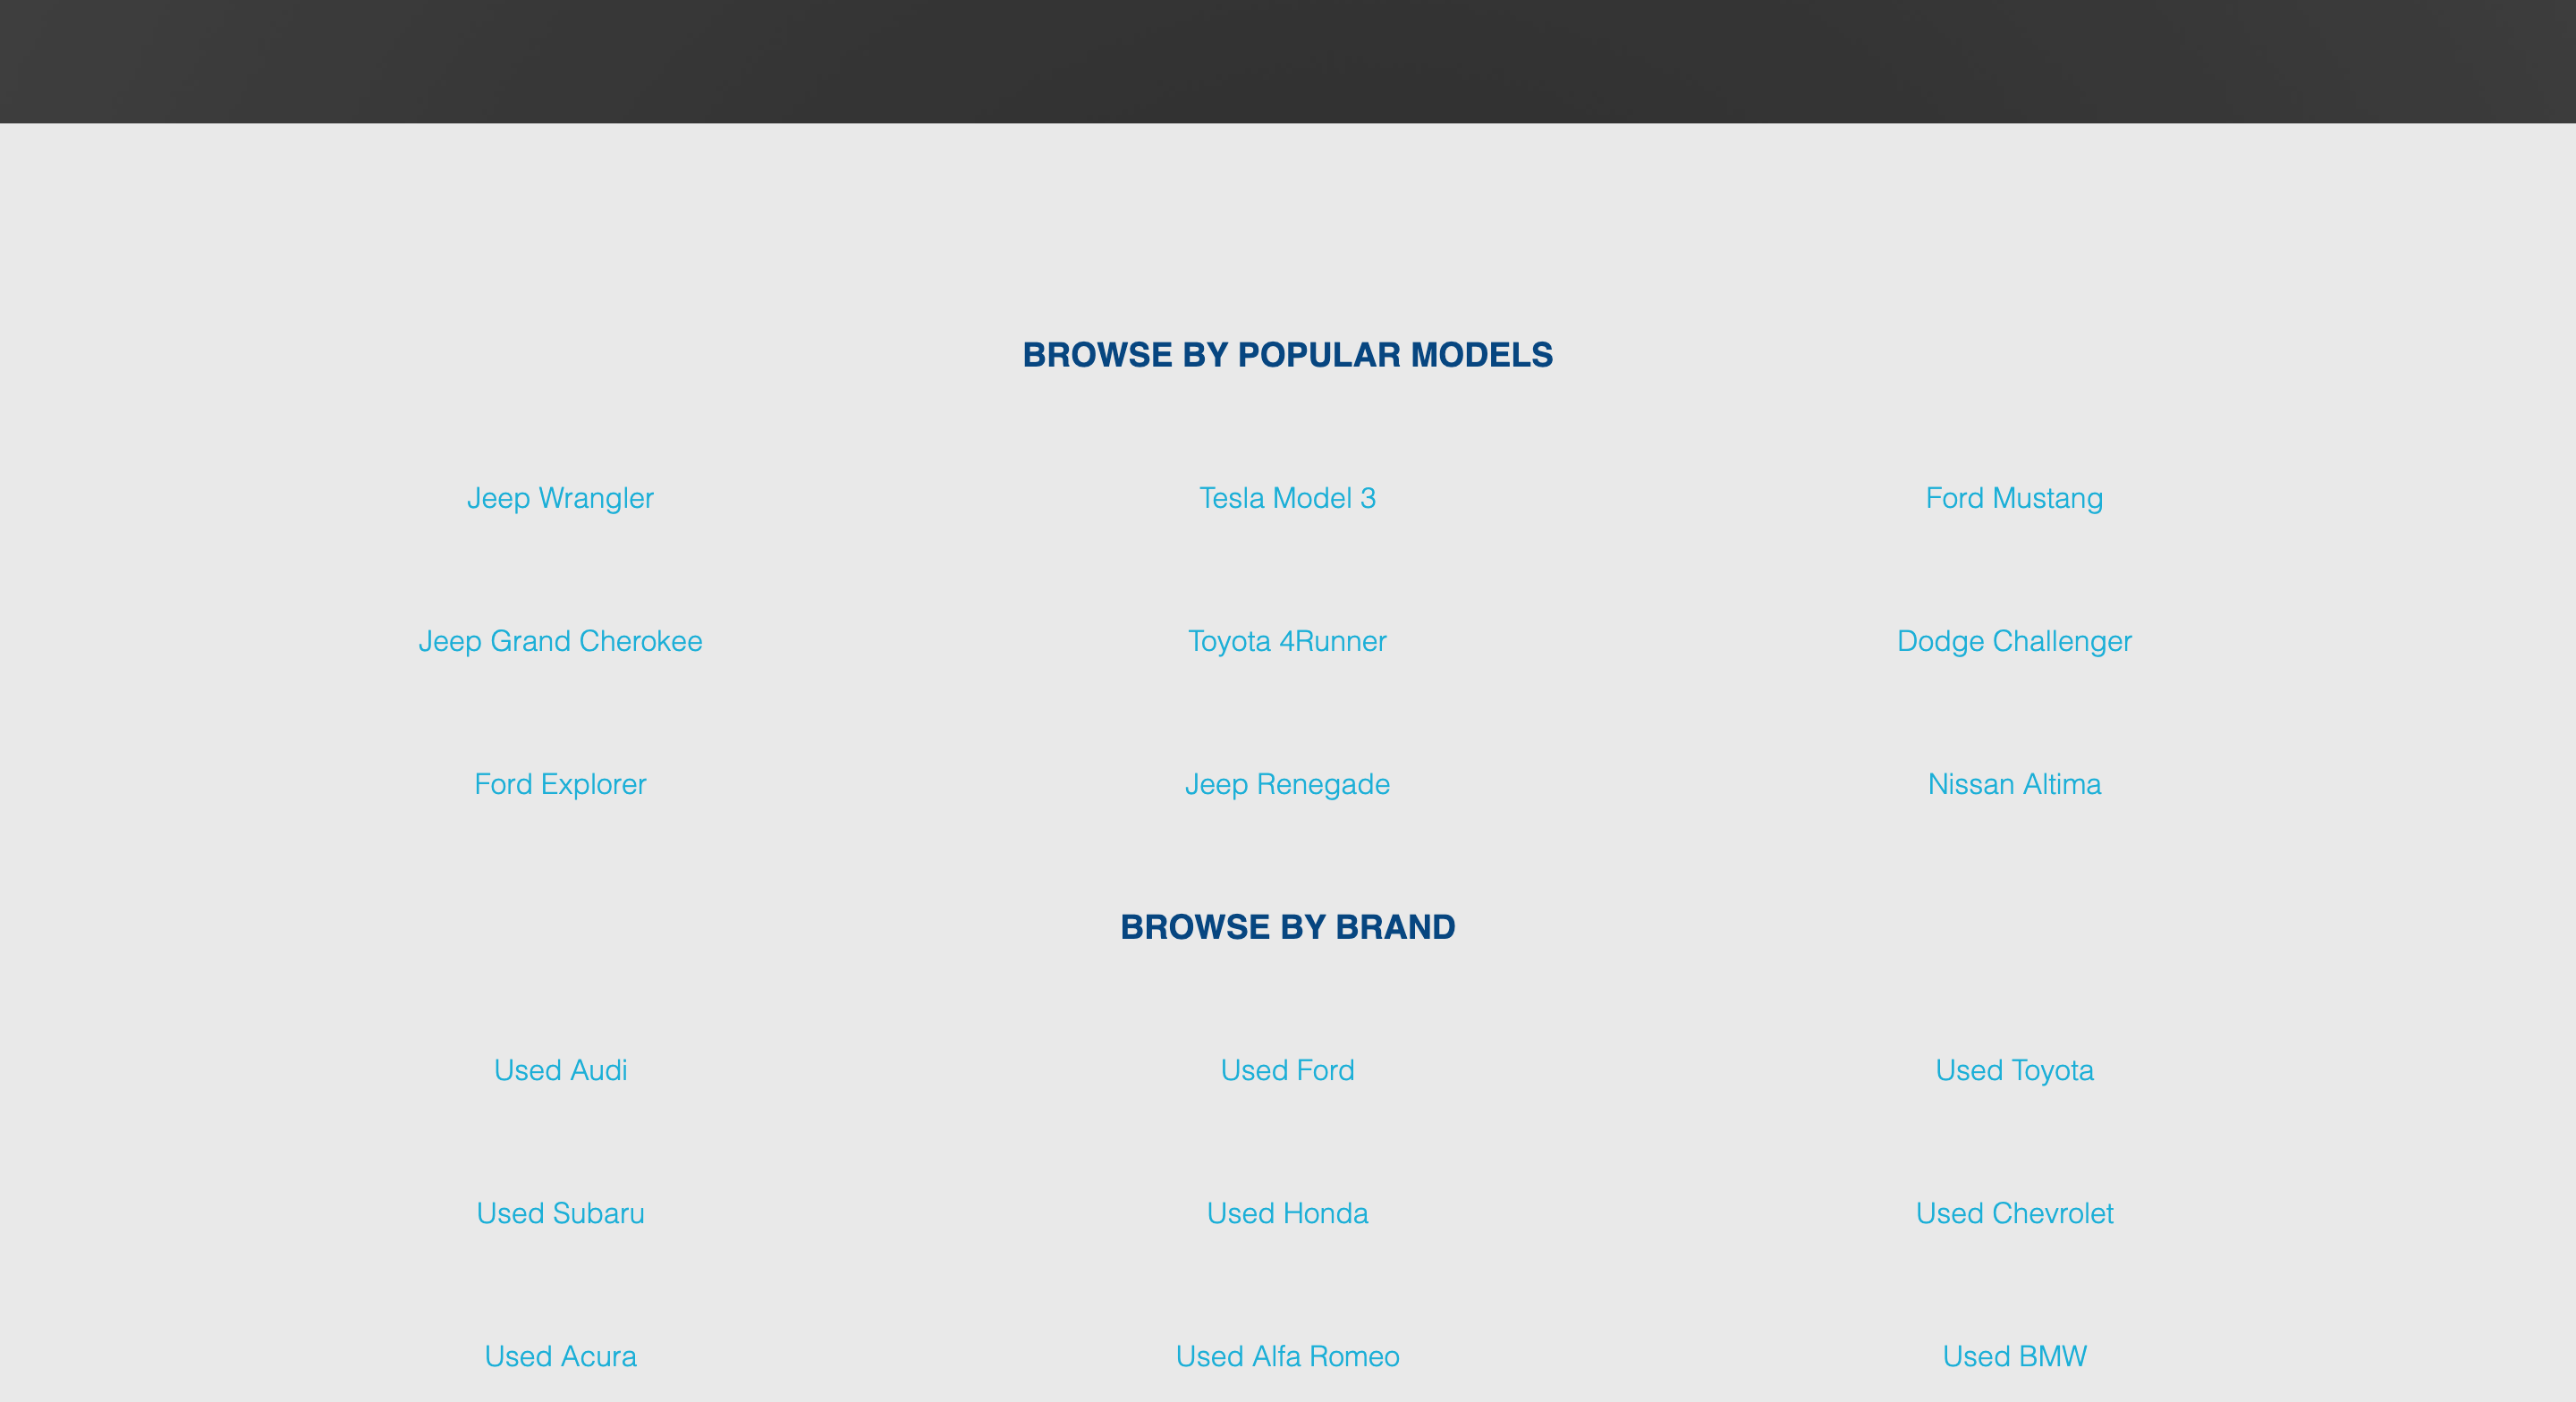 BROWSE BY POPULAR MODELS
Jeep Wrangler
Tesla Model 3
Ford Mustang
Jeep Grand Cherokee
Toyota 4Runner
Dodge Challenger
Ford Explorer
Jeep Renegade
Nissan Altima
BROWSE BY BRAND
Used Audi
Used Ford
Used Toyota
Used Subaru
Used Honda
Used Chevrolet
Used Acura
Used Alfa Romeo
Used BMW